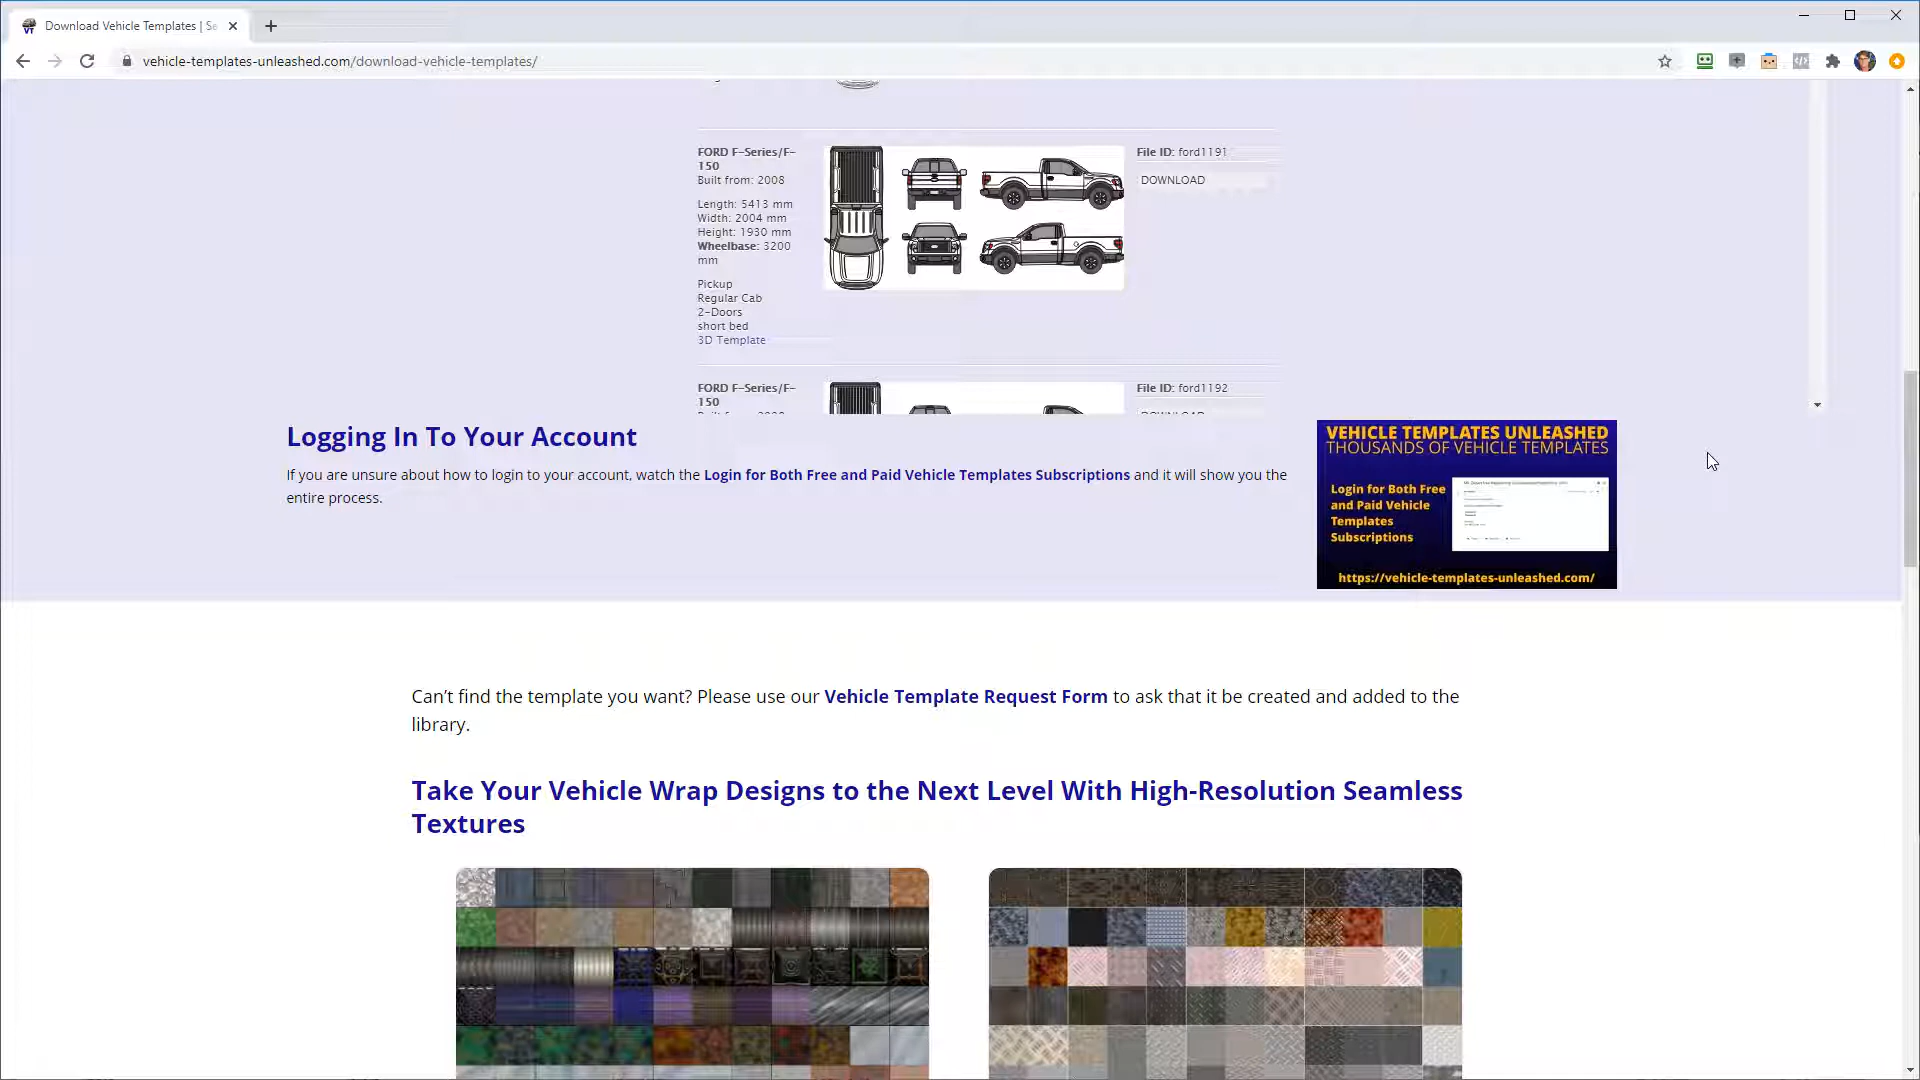 Download Vehicle Templates | Se
vehicle-templates-unleashed.com/download-vehicle-templates/
FORD F-Series/F-
150
Built from: 2008
Length: 5413 mm
Width: 2004 mm
Height: 1930 mm
Wheelbase: 3200
mm
Pickup
Regular Cab
2-Doors
short bed
3D Template
File ID: ford1191
DOWNLOAD
FORD F-Series/F-
150
File ID: ford1192
Logging In To Your Account
If you are unsure about how to login to your account, watch the Login for Both Free and Paid Vehicle Templates Subscriptions and it will show you the
entire process.
VEHICLE TEMPLATES UNLEASHED
THOUSANDS OF VEHICLE TEMPLATES
Login for Both Free
and Paid Vehicle
Templates
Subscriptions
https://vehicle-templates-unleashed.com/
Can’t find the template you want? Please use our Vehicle Template Request Form to ask that it be created and added to the
library.
Take Your Vehicle Wrap Designs to the Next Level With High-Resolution Seamless
Textures